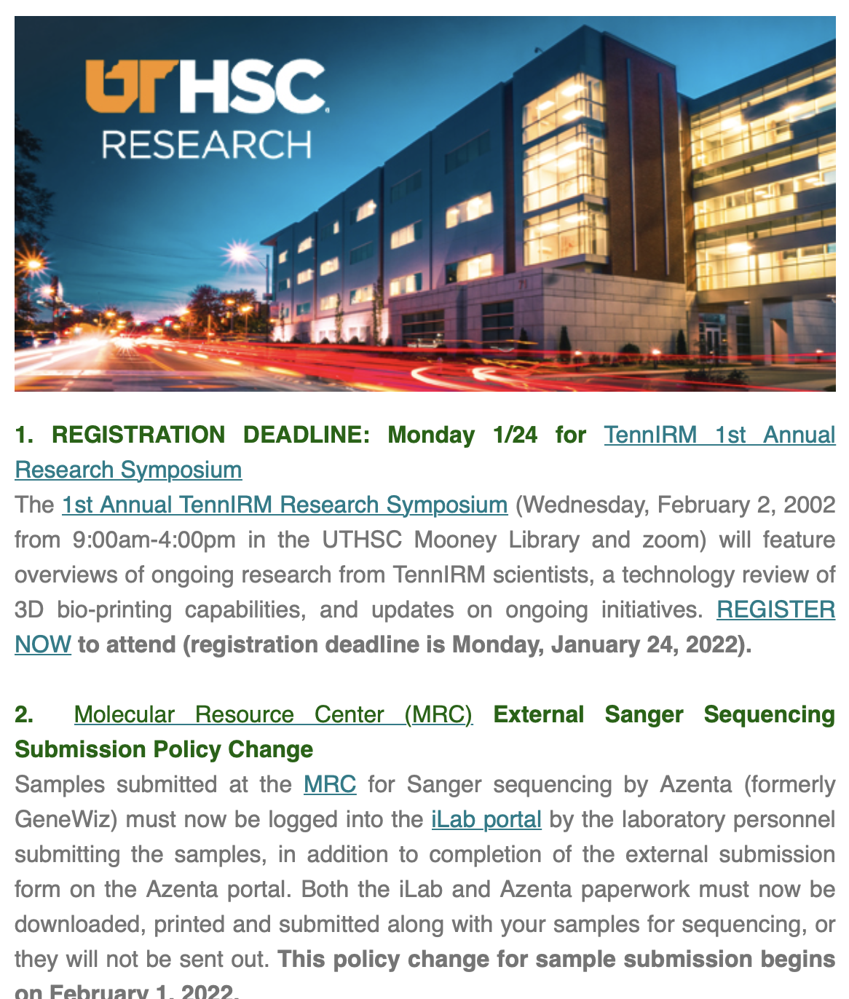 UTHSC
RESEARCH
71
1. REGISTRATION DEADLINE: Monday 1/24 for TennIRM 1st Annual
Research Symposium
The 1st Annual TennIRM Research Symposium (Wednesday, February 2, 2002
from 9:00am-4:00pm in the UTHSC Mooney Library and zoom) will feature
overviews of ongoing research from TennIRM scientists, a technology review of
3D bio-printing capabilities, and updates on ongoing initiatives. REGISTER
NOW to attend (registration deadline is Monday, January 24, 2022).
2. Molecular Resource Center (MRC) External Sanger Sequencing
Submission Policy Change
Samples submitted at the MRC for Sanger sequencing by Azenta (formerly
GeneWiz) must now be logged into the iLab portal by the laboratory personnel
submitting the samples, in addition to completion of the external submission
form on the Azenta portal. Both the iLab and Azenta paperwork must now be
downloaded, printed and submitted along with your samples for sequencing, or
they will not be sent out. This policy change for sample submission begins
on February 1, 2022.